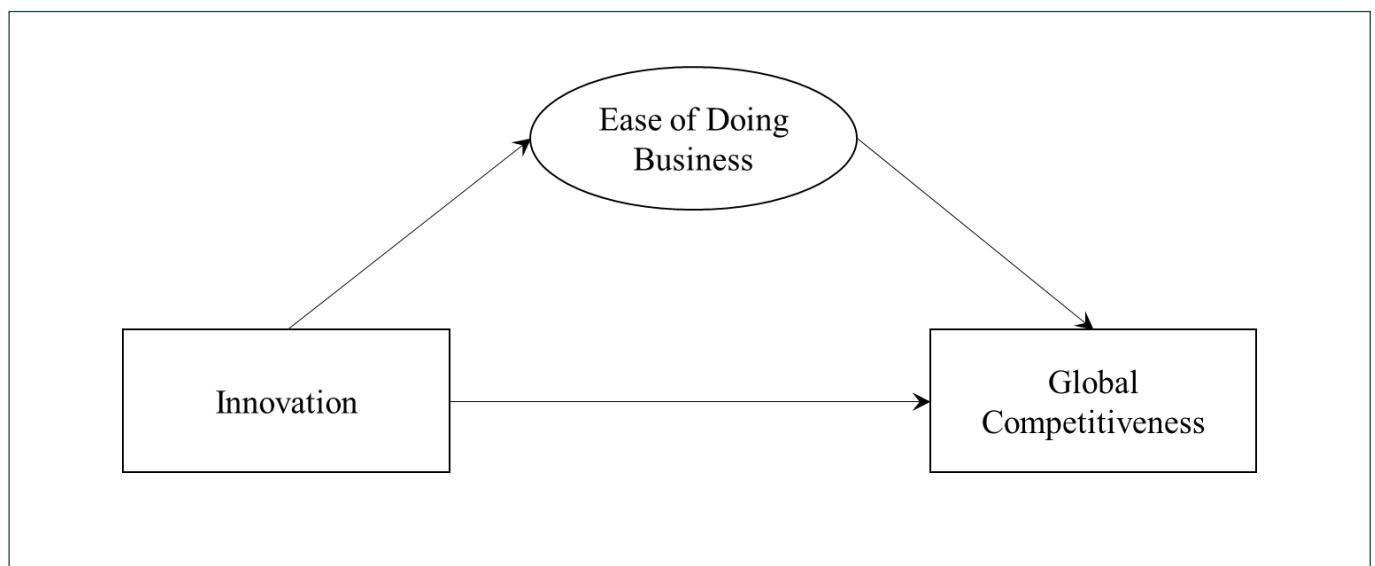 Ease of Doing
Business
Innovation
Global
Competitiveness